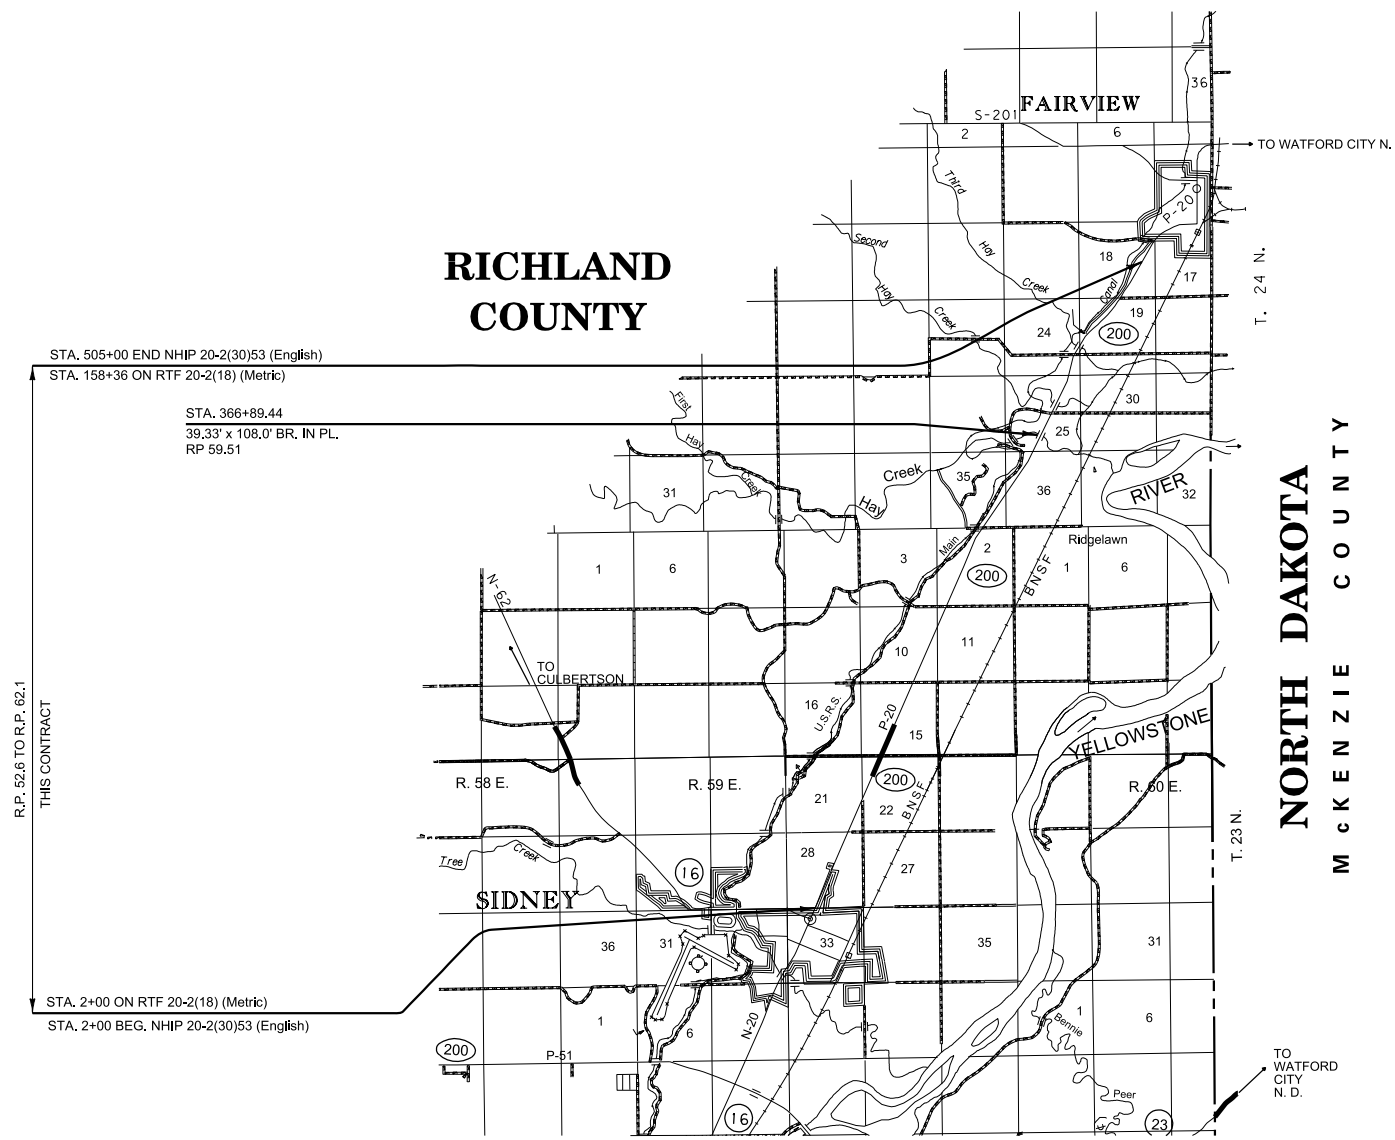 36
FAIRVIEW
S-201
2
6
TO WATFORD CITY N.
Third
P-20
Second
Hay
18
17
T. 24 N.
RICHLAND
COUNTY
Hay
Creek
Canal
Creek
19
24
200
STA. 505+00 END NHIP 20-2(30)53 (English)
STA. 158+36 ON RTF 20-2(18) (Metric)
First
30
STA. 366+89.44
39.33' x 108.0' BR. IN PL.
RP 59.51
25
Hay
Creek
Creek
35
31
Hay
36
RIVER
32
Main
Ridgelawn
3
2
1
6
1
6
200
BNSF
N-62
NORTH DAKOTA
McKENZIE COUNTY
11
10
TO
CULBERTSON
16
U.S.R.S.
P-20
15
YELLOWSTONE
R.P. 52.6 TO R.P. 62.1
THIS CONTRACT
R. 58 E.
R. 59 E.
200
R. 60 E.
21
22
BNSF
T. 23 N.
Tree
Creek
28
27
16
SIDNEY
36
31
33
35
31
STA. 2+00 ON RTF 20-2(18) (Metric)
STA. 2+00 BEG. NHIP 20-2(30)53 (English)
1
6
N-20
1
6
Bennie
200
P-51
TO
WATFORD
CITY
N. D.
Peer
16
23